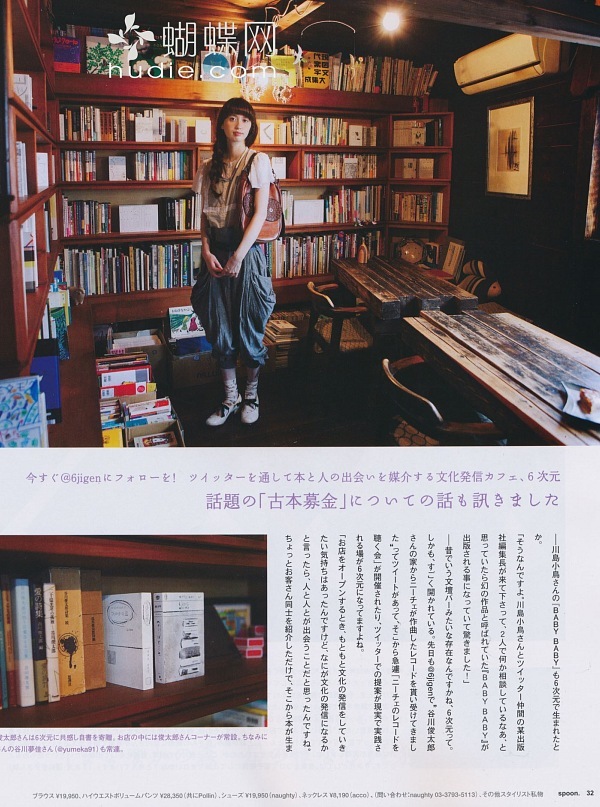 蝴蝶网
hudie.com
今すぐ@6jigenにフォローを! ツイッターを通して本と人の出会いを媒介する文化発信カフェ、6次元
話題の「古本募金」についての話も訊きました
──川島小鳥さんの『BABY BABY』も6次元で生まれたと
か。
「そうなんですよ。川島小鳥さんとツイッター仲間の某出版
社編集長が来て下さって、2人で何か相談しているなあ、と
思っていたら幻の作品と呼ばれていた『BABY BABY』が
出版される事になっていて驚きました!」
──昔でいう文壇バーみたいな存在なんですかね、6次元って。
しかも、すごく開かれている。先日も@6jigenで〝谷川俊太郎
さんの家からニーチェが作曲したレコードを貰い受けてきまし
た〟ってツイートがあって、そこから急遽「ニーチェのレコードを
聴く会」が開催されたり、ツイッターでの提案が現実で実践さ
れる場が6次元になってますよね。
「お店をオープンするとき、もともと文化の発信をしていき
たい気持ちはあったんですけど、なにが文化の発信になるか
と言ったら、人と人とが出会うことだと思ったんですね。
ちょっとお客さん同士を紹介しただけで、そこから本が生ま
愛の詩集
俊太郎さんは6次元に共感し自書を寄贈。お店の中には俊太郎さんコーナーが常設。ちなみに
んの谷川夢佳さん(@yumeka91)も常連。
ブラウス¥19,950、ハイウエストボリュームパンツ¥28,350(共にPollin)、シューズ¥19,950(naughty)、ネックレス¥8,190(acco)、(問い合わせ:naughty 03-3793-5113)、その他スタイリスト私物
spoon. 32